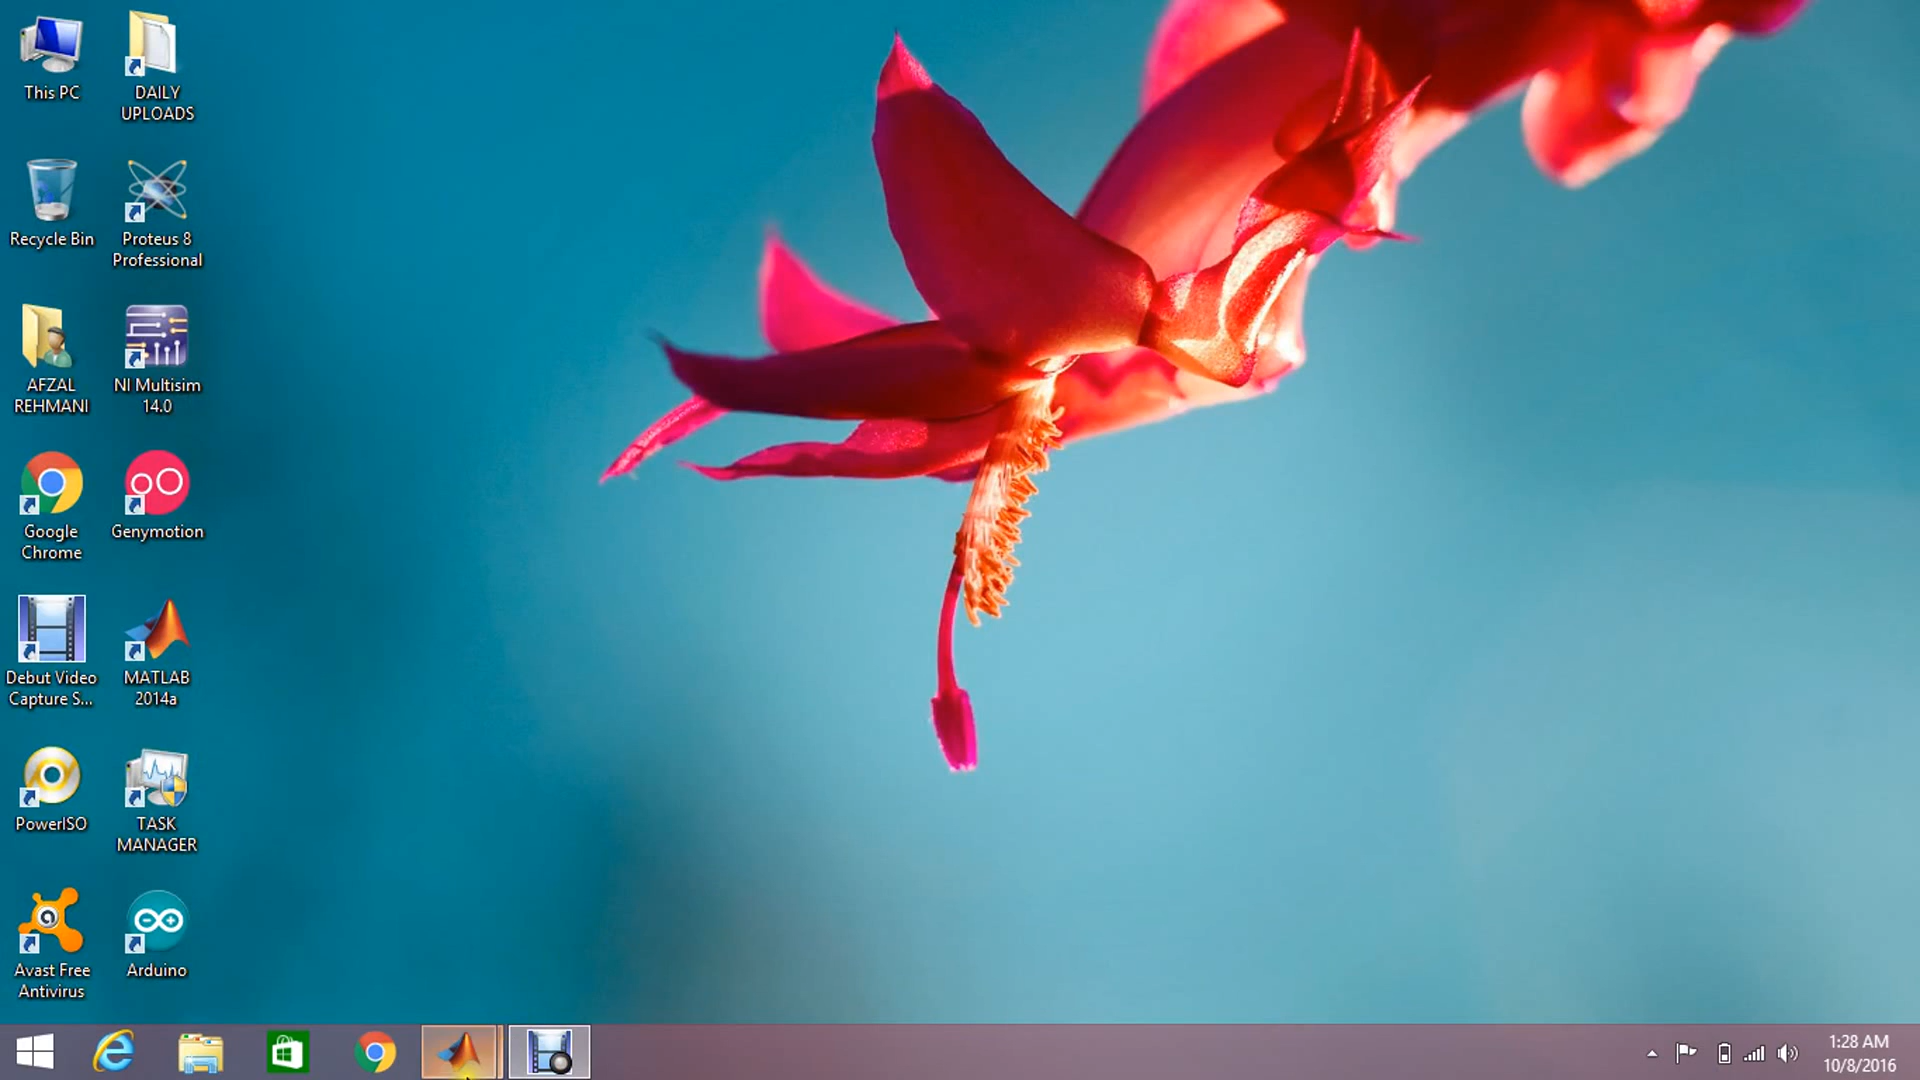 This PC
DAILY
UPLOADS
Recycle Bin
Proteus 8
Professional
AFZAL
REHMANI
NI Multisim
14.0
Google
Chrome
Genymotion
Debut Video
Capture S...
MATLAB
2014a
PowerISO
TASK
MANAGER
Avast Free
Antivirus
Arduino
1:28 AM
10/8/2016